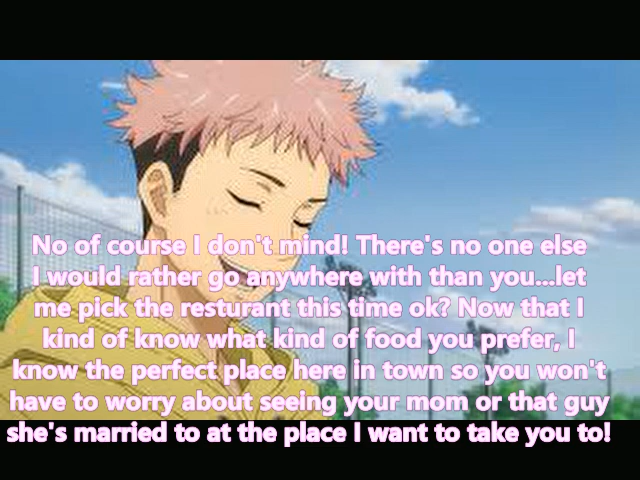 No of course I don't mind! There's no one else
I would rather go anywhere with than you...let
me pick the resturant this time ok? Now that I
kind of know what kind of food you prefer, I
know the perfect place here in town so you won't
have to worry about seeing your mom or that guy
she's married to at the place I want to take you to!